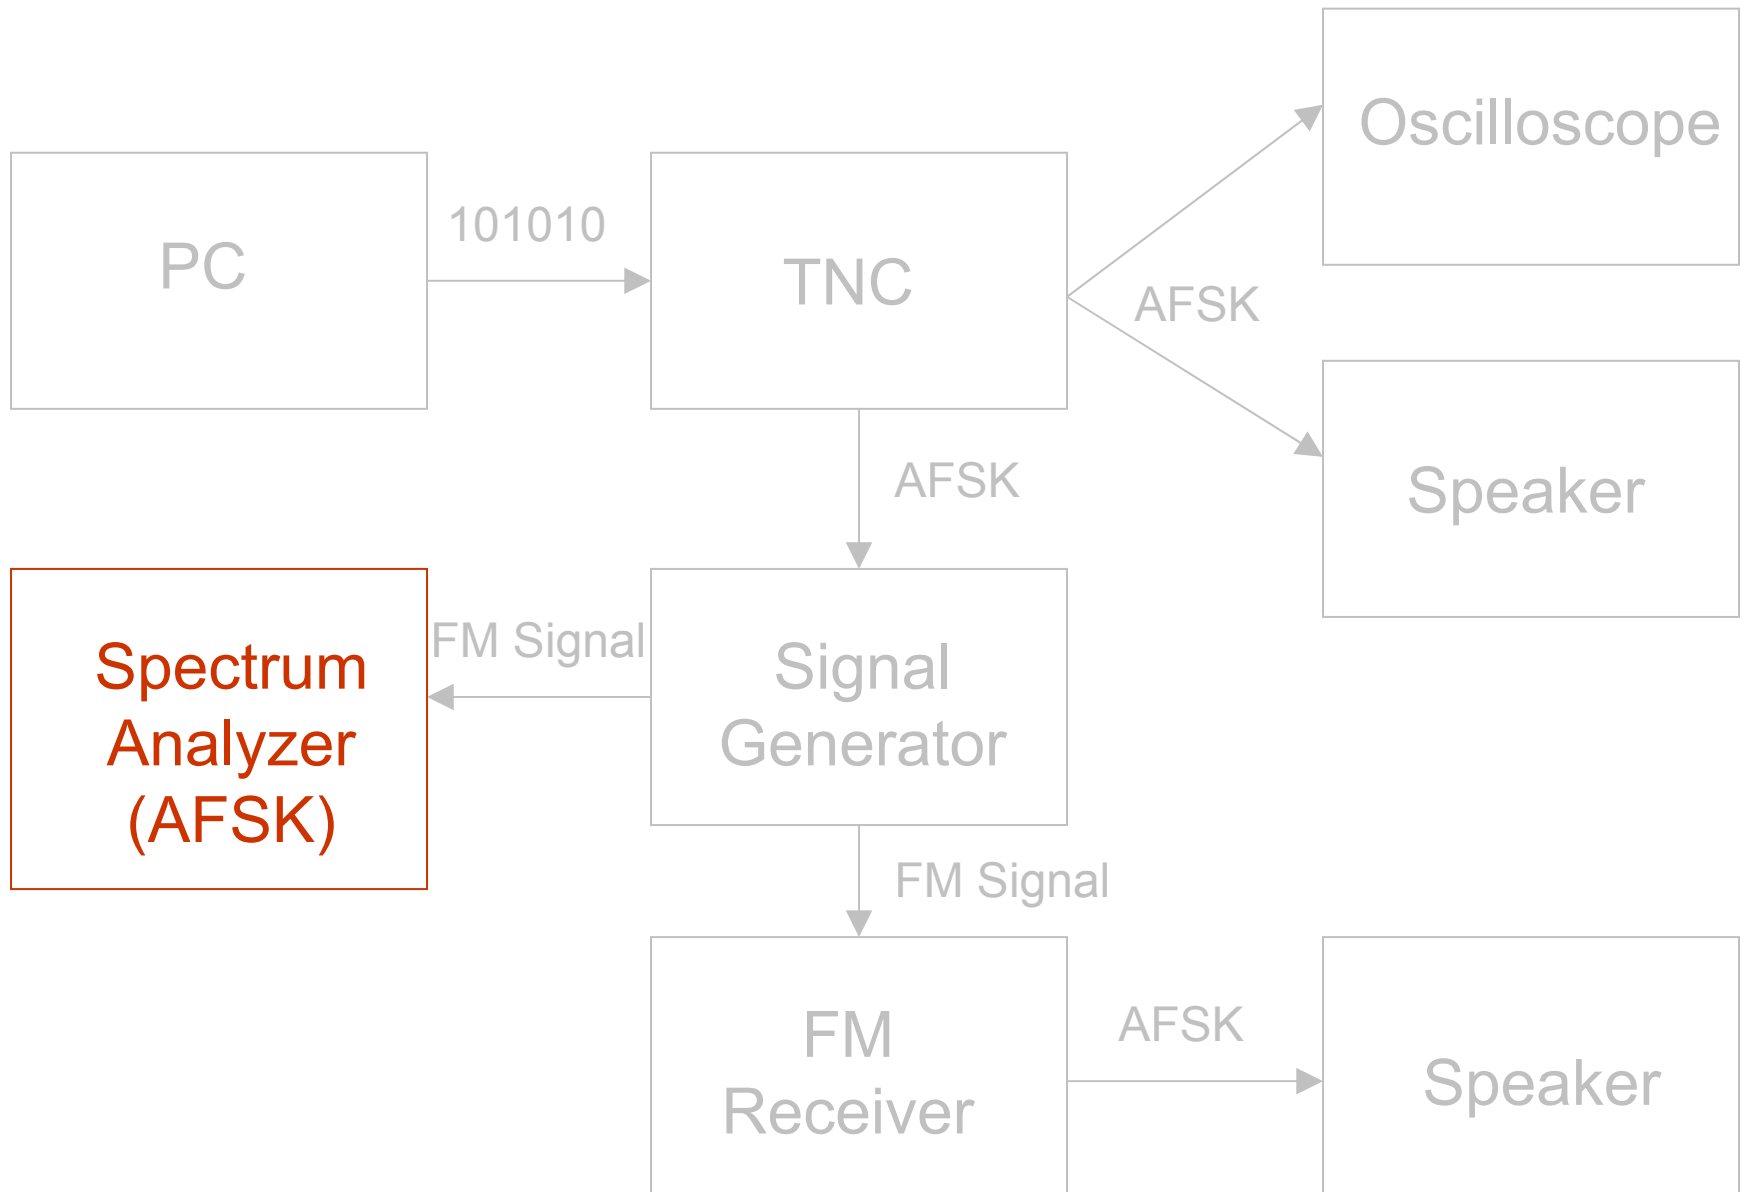 Oscilloscope
PC
101010
TNC
AFSK
Speaker
AFSK
Spectrum
Analyzer
(AFSK)
FM Signal
Signal
Generator
FM Signal
FM
Receiver
AFSK
Speaker